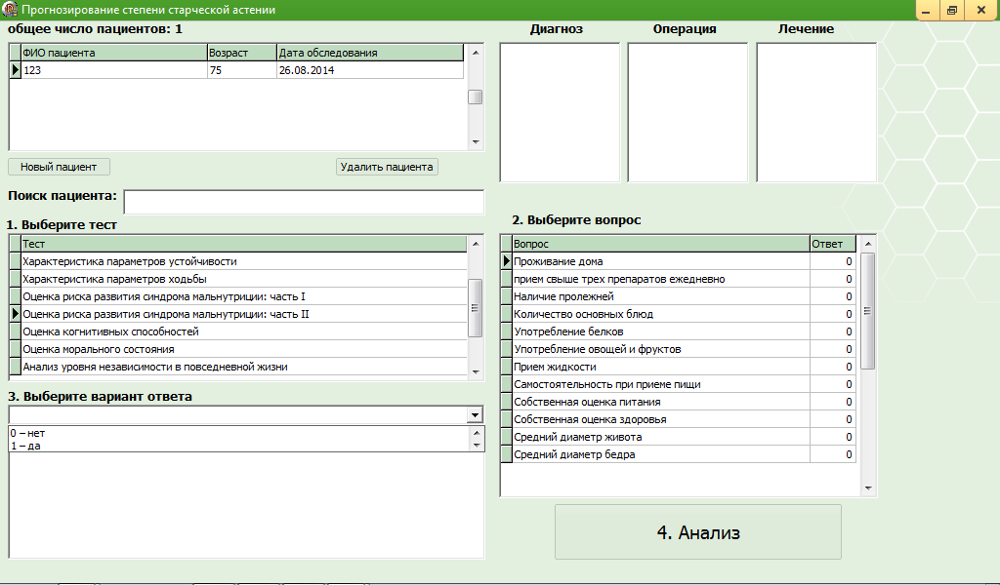 Прогнозирование степени старческой астении
общее число пациентов: 1
ФИО пациента Возраст Дата обследования
123 75 26.08.2014
Новый пациент Удалить пациента
Поиск пациента:
Диагноз Операция Лечение
1. Выберите тест
Тест
Характеристика параметров устойчивости
Характеристика параметров ходьбы
Оценка риска развития синдрома мальнутриции: часть I
Оценка риска развития синдрома мальнутриции: часть II
Оценка когнитивных способностей
Оценка морального состояния
Анализ уровня независимости в повседневной жизни
2. Выберите вопрос
Вопрос Ответ
Проживание дома 0
прием свыше трех препаратов ежедневно 0
Наличие пролежней 0
Количество основных блюд 0
Употребление белков 0
Употребление овощей и фруктов 0
Прием жидкости 0
Самостоятельность при приеме пищи 0
Собственная оценка питания 0
Собственная оценка здоровья 0
Средний диаметр живота 0
Средний диаметр бедра 0
3. Выберите вариант ответа
0 – нет
1 – да
4. Анализ